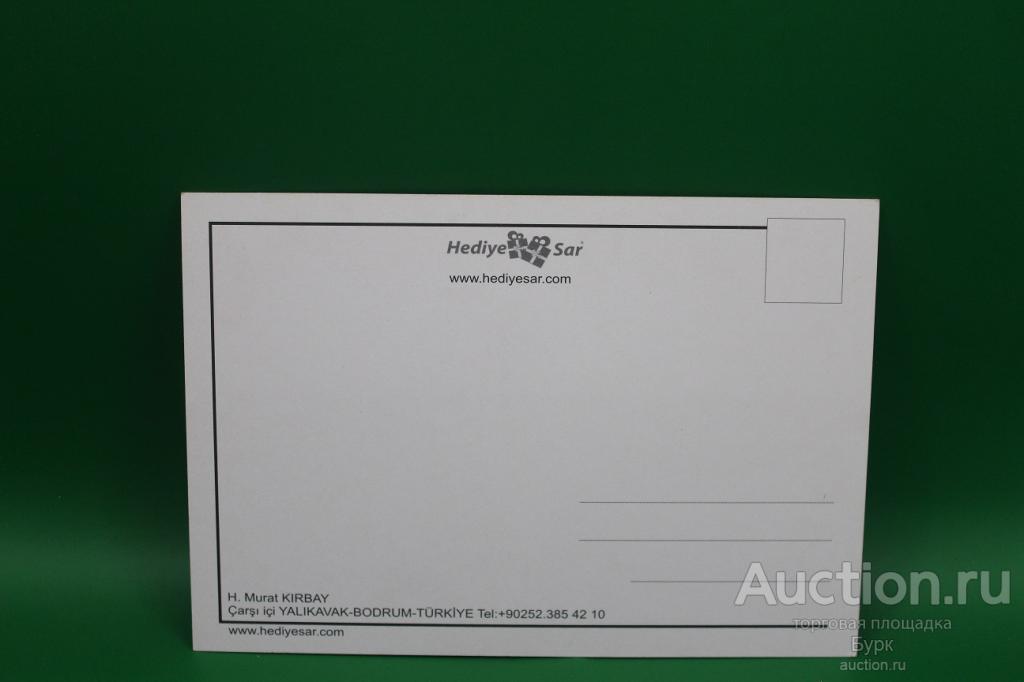 Hediye Sar
www.hediyesar.com
H. Murat KIRBAY
Çarşı içi YALIKAVAK-BODRUM-TÜRKİYE Tel:+90252.385 42 10
www.hediyesar.com
Auction.ru
торговая площадка
Бурк
auction.ru